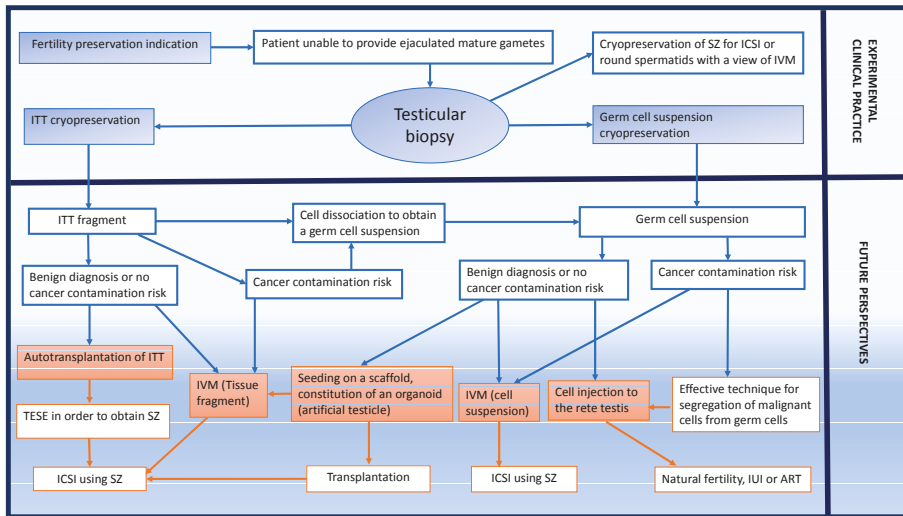 Fertility preservation indication
Patient unable to provide ejaculated mature gametes
Cryopreservation of SZ for ICSI or
round spermatids with a view of IVM
EXPERIMENTAL
CLINICAL PRACTICE
ITT cryopreservation
Testicular
biopsy
Germ cell suspension
cryopreservation
ITT fragment
Cell dissociation to obtain
a germ cell suspension
Germ cell suspension
Benign diagnosis or no
cancer contamination risk
Cancer contamination risk
Benign diagnosis or no
cancer contamination risk
Cancer contamination risk
FUTURE PERSPECTIVES
Autotransplantation of ITT
IVM (Tissue
fragment)
Seeding on a scaffold,
constitution of an organoid
(artificial testicle)
IVM (cell
suspension)
Cell injection to
the rete testis
Effective technique for
segregation of malignant
cells from germ cells
TESE in order to obtain SZ
ICSI using SZ
Transplantation
ICSI using SZ
Natural fertility, IUI or ART